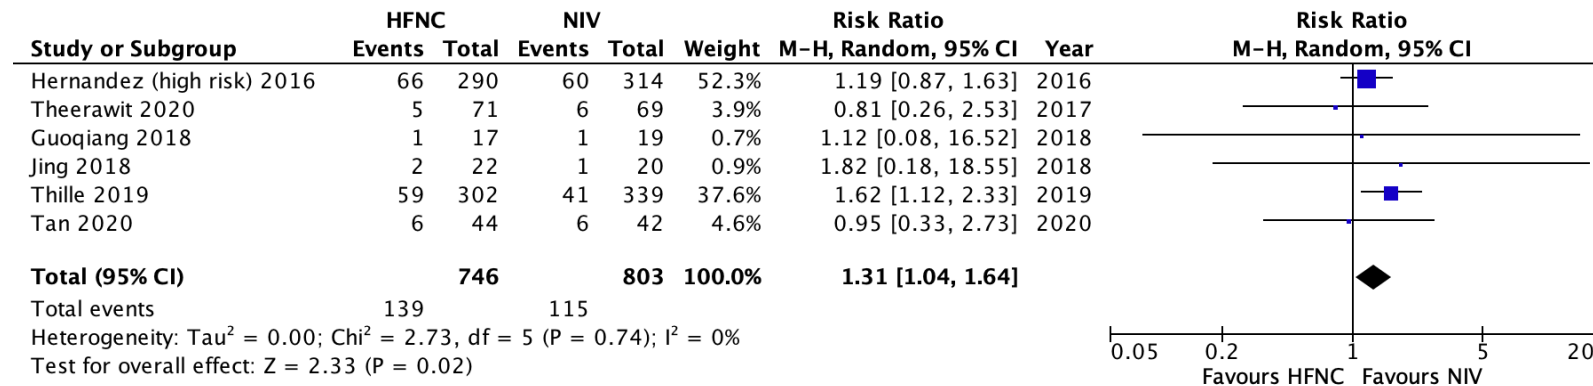 HFNC NIV Risk Ratio Risk Ratio
Study or Subgroup Events Total Events Total Weight M-H, Random, 95% CI Year M-H, Random, 95% CI
Hernandez (high risk) 2016 66 290 60 314 52.3% 1.19 [0.87, 1.63] 2016
Theerawit 2020 5 71 6 69 3.9% 0.81 [0.26, 2.53] 2017
Guoqiang 2018 1 17 1 19 0.7% 1.12 [0.08, 16.52] 2018
Jing 2018 2 22 1 20 0.9% 1.82 [0.18, 18.55] 2018
Thille 2019 59 302 41 339 37.6% 1.62 [1.12, 2.33] 2019
Tan 2020 6 44 6 42 4.6% 0.95 [0.33, 2.73] 2020
Total (95% CI) 746 803 100.0% 1.31 [1.04, 1.64]
Total events 139 115
Heterogeneity: Tau² = 0.00; Chi² = 2.73, df = 5 (P = 0.74); I² = 0%
Test for overall effect: Z = 2.33 (P = 0.02)
0.05 0.2 1 5 20
Favours HFNC Favours NIV